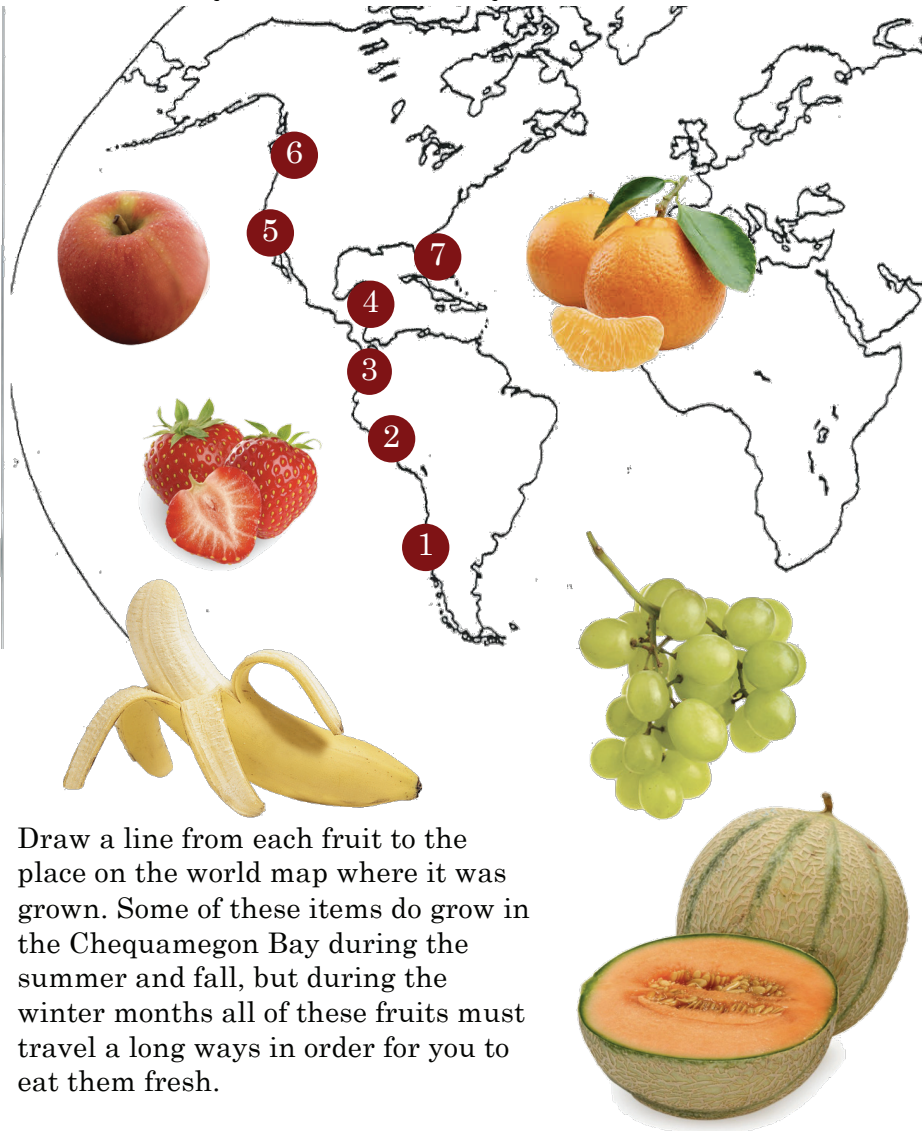 6
5
7
4
3
2
1
Draw a line from each fruit to the
place on the world map where it was
grown. Some of these items do grow in
the Chequamegon Bay during the
summer and fall, but during the
winter months all of these fruits must
travel a long ways in order for you to
eat them fresh.